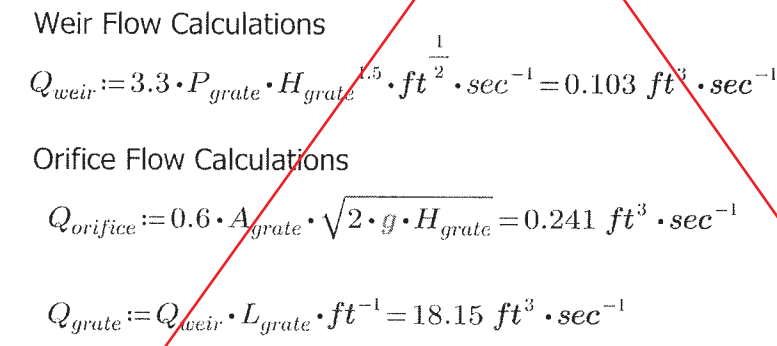 Weir Flow Calculations
Q_weir := 3.3 · P_grate · H_grate^1.5 · ft^(1/2) · sec^-1 = 0.103 ft^3 · sec^-1
Orifice Flow Calculations
Q_orifice := 0.6 · A_grate · √(2 · g · H_grate) = 0.241 ft^3 · sec^-1
Q_grate := Q_weir · L_grate · ft^-1 = 18.15 ft^3 · sec^-1